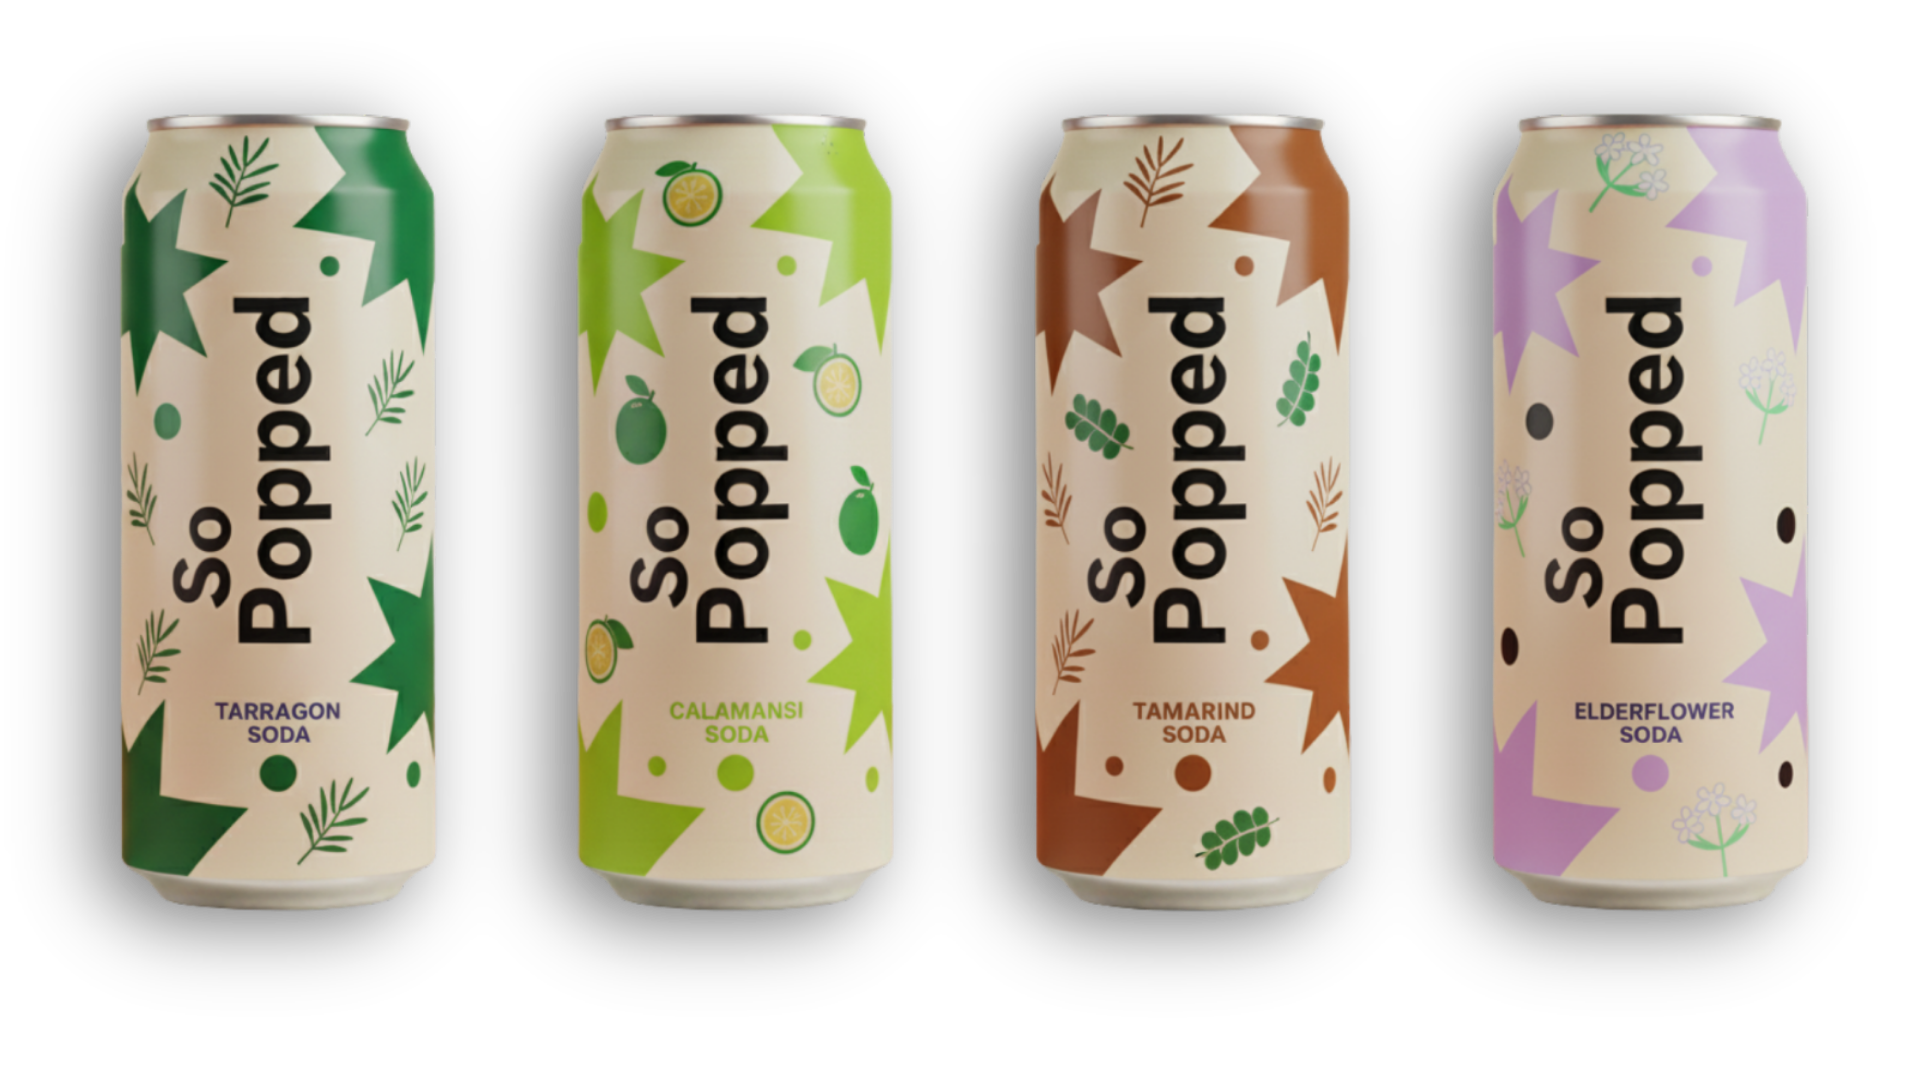 So
Popped
TARRAGON
SODA
So
Popped
CALAMANSI
SODA
So
Popped
TAMARIND
SODA
So
Popped
ELDERFLOWER
SODA